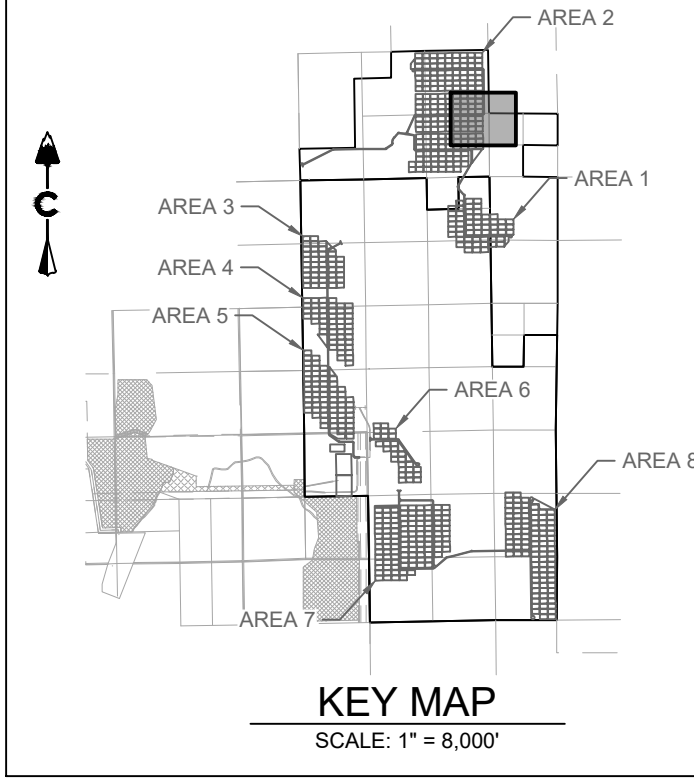 AREA 2
AREA 1
AREA 3
AREA 4
AREA 5
AREA 6
AREA 8
AREA 7
C
KEY MAP
SCALE: 1" = 8,000'